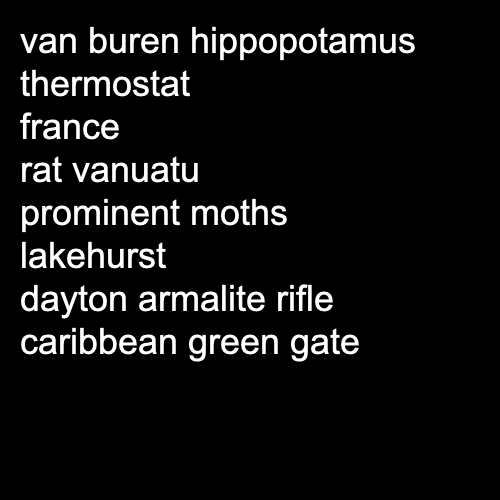 van buren hippopotamus
thermostat
france
rat vanuatu
prominent moths
lakehurst
dayton armalite rifle
caribbean green gate